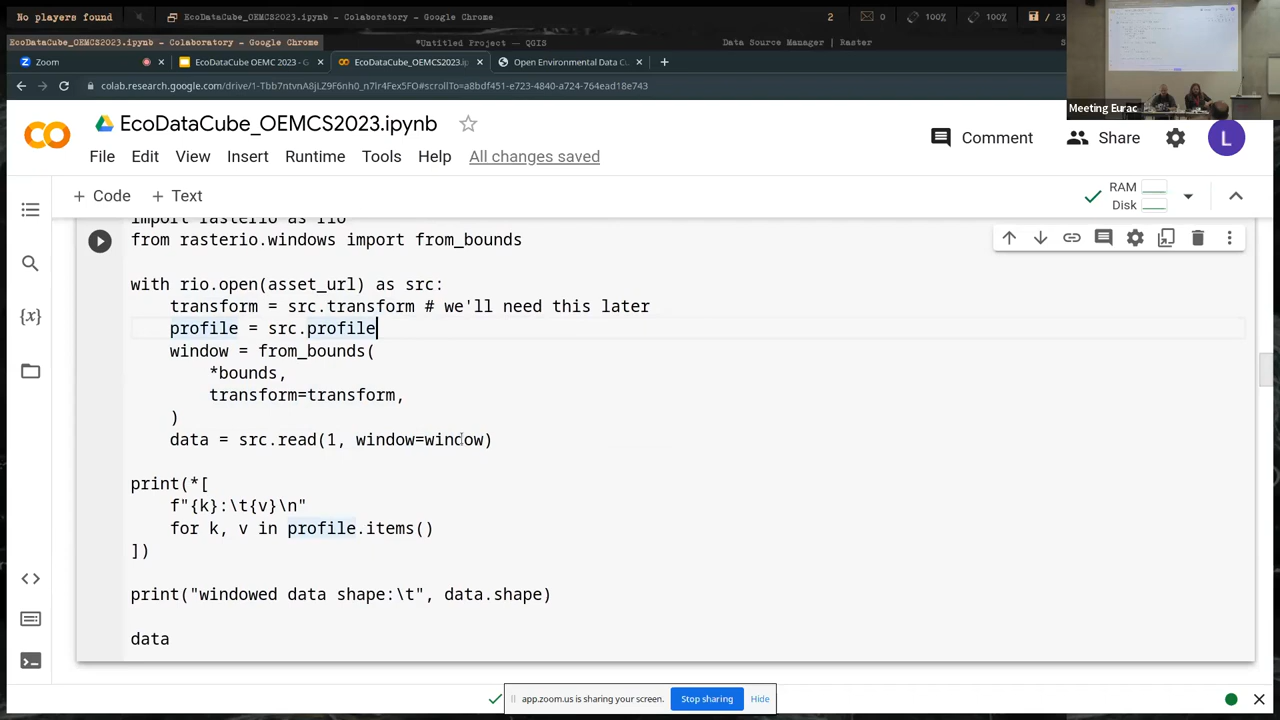 No players found
EcoDataCube_OEMCS2023.ipynb - Colaboratory - Google Chrome
2
0
100%
100%
/ 23
EcoDataCube_OEMCS2023.ipynb - Colaboratory - Google Chrome
*Untitled Project — QGIS
Data Source Manager | Raster
Zoom
EcoDataCube OEMC 2023 - G
EcoDataCube_OEMCS2023.ip
Open Environmental Data C
colab.research.google.com/drive/1-Tbb7ntvnA8jLZ9F6nh0_n7lr4Fex5FO#scrollTo=a8bdf451-e723-4840-a724-764ead18e743
Meeting Eurac
EcoDataCube_OEMCS2023.ipynb
Comment
Share
L
File Edit View Insert Runtime Tools Help All changes saved
+ Code + Text
RAM
Disk
import rasterio as rio
from rasterio.windows import from_bounds
with rio.open(asset_url) as src:
transform = src.transform # we'll need this later
profile = src.profile
window = from_bounds(
*bounds,
transform=transform,
)
data = src.read(1, window=window)
print(*[
f"{k}:\t{v}\n"
for k, v in profile.items()
])
print("windowed data shape:\t", data.shape)
data
app.zoom.us is sharing your screen.
Stop sharing
Hide